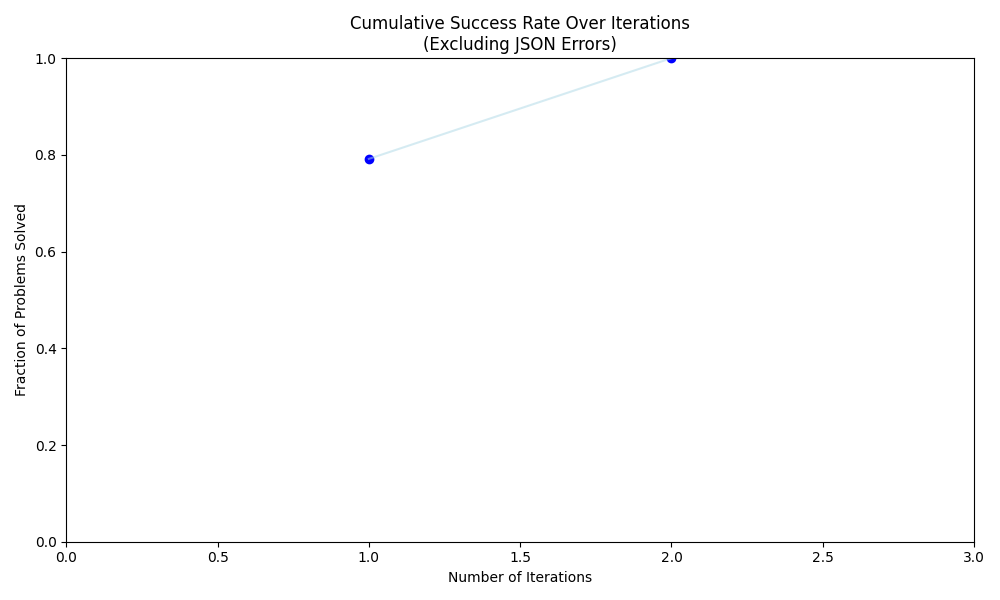 Cumulative Success Rate Over Iterations
(Excluding JSON Errors)
1.0
0.8
0.6
0.4
0.2
0.0
Fraction of Problems Solved
0.0 0.5 1.0 1.5 2.0 2.5 3.0
Number of Iterations